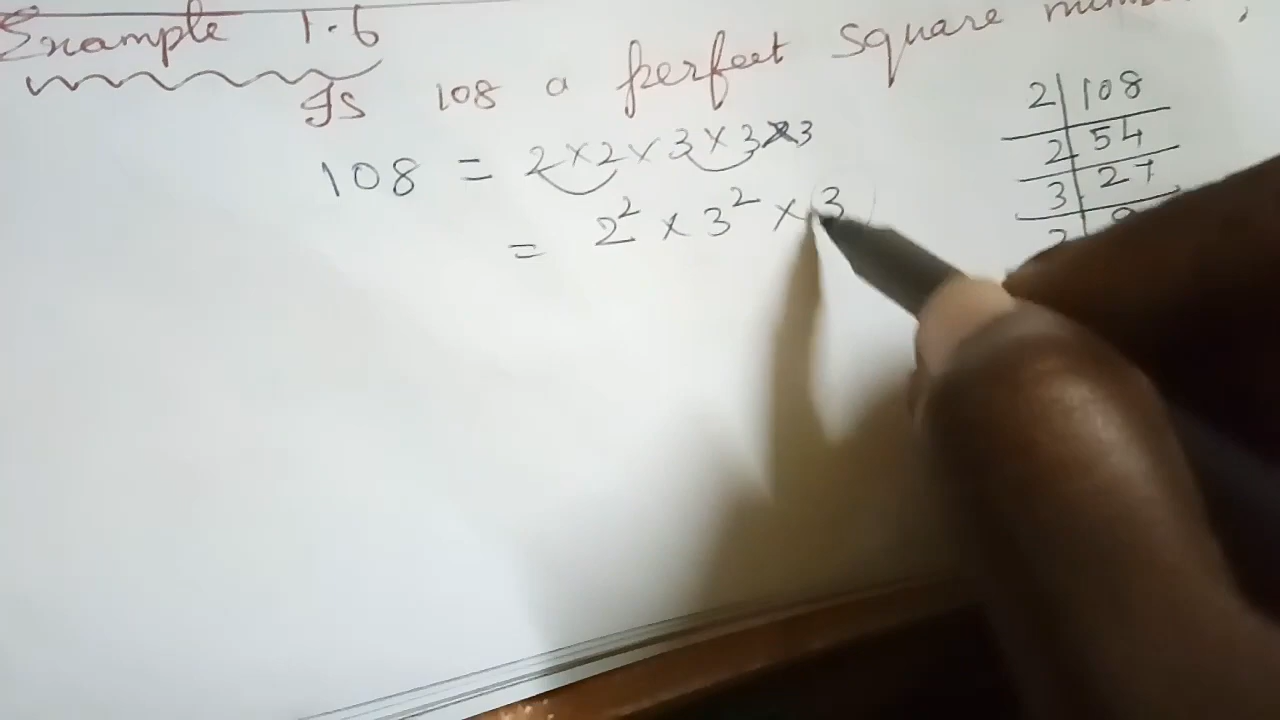 Example 1.6
Is 108 a perfect square
108 = 2 × 2 × 3 × 3 × 3
= 2² × 3² × 3
2 | 108
2 | 54
3 | 27